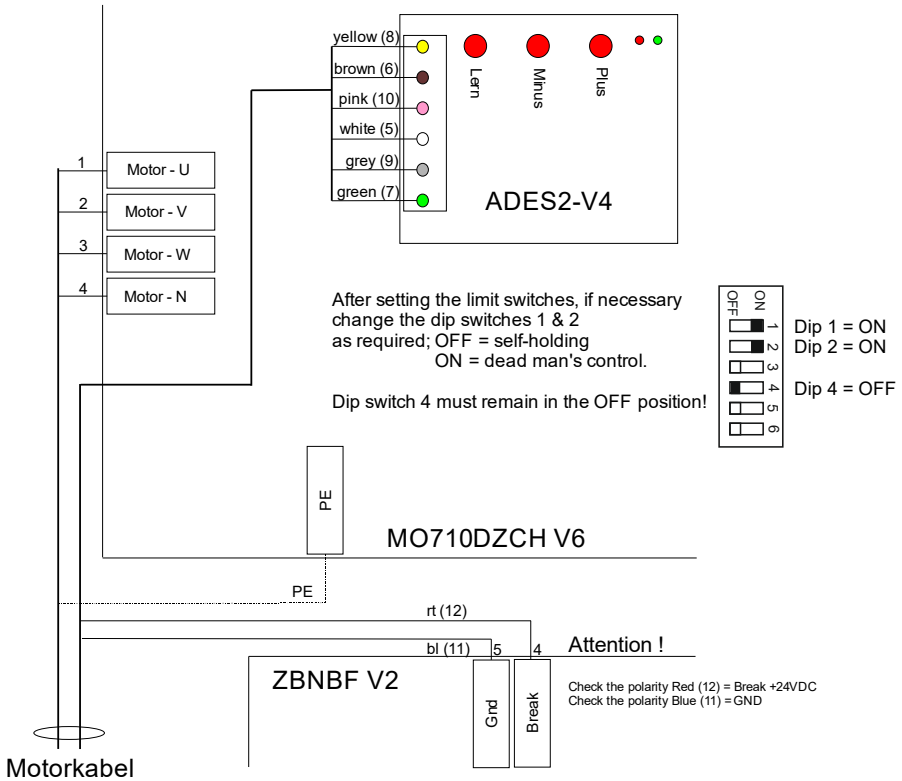 yellow (8)
brown (6)
pink (10)
white (5)
grey (9)
green (7)
Lern
Minus
Plus
ADES2-V4
1
Motor - U
2
Motor - V
3
Motor - W
4
Motor - N
After setting the limit switches, if necessary
change the dip switches 1 & 2
as required; OFF = self-holding
ON = dead man's control.
Dip switch 4 must remain in the OFF position!
OFF
ON
1
2
3
4
5
6
Dip 1 = ON
Dip 2 = ON
Dip 4 = OFF
PE
MO710DZCH V6
PE
rt (12)
bl (11)
5
4
Attention !
ZBNBF V2
Gnd
Break
Check the polarity Red (12) = Break +24VDC
Check the polarity Blue (11) = GND
Motorkabel